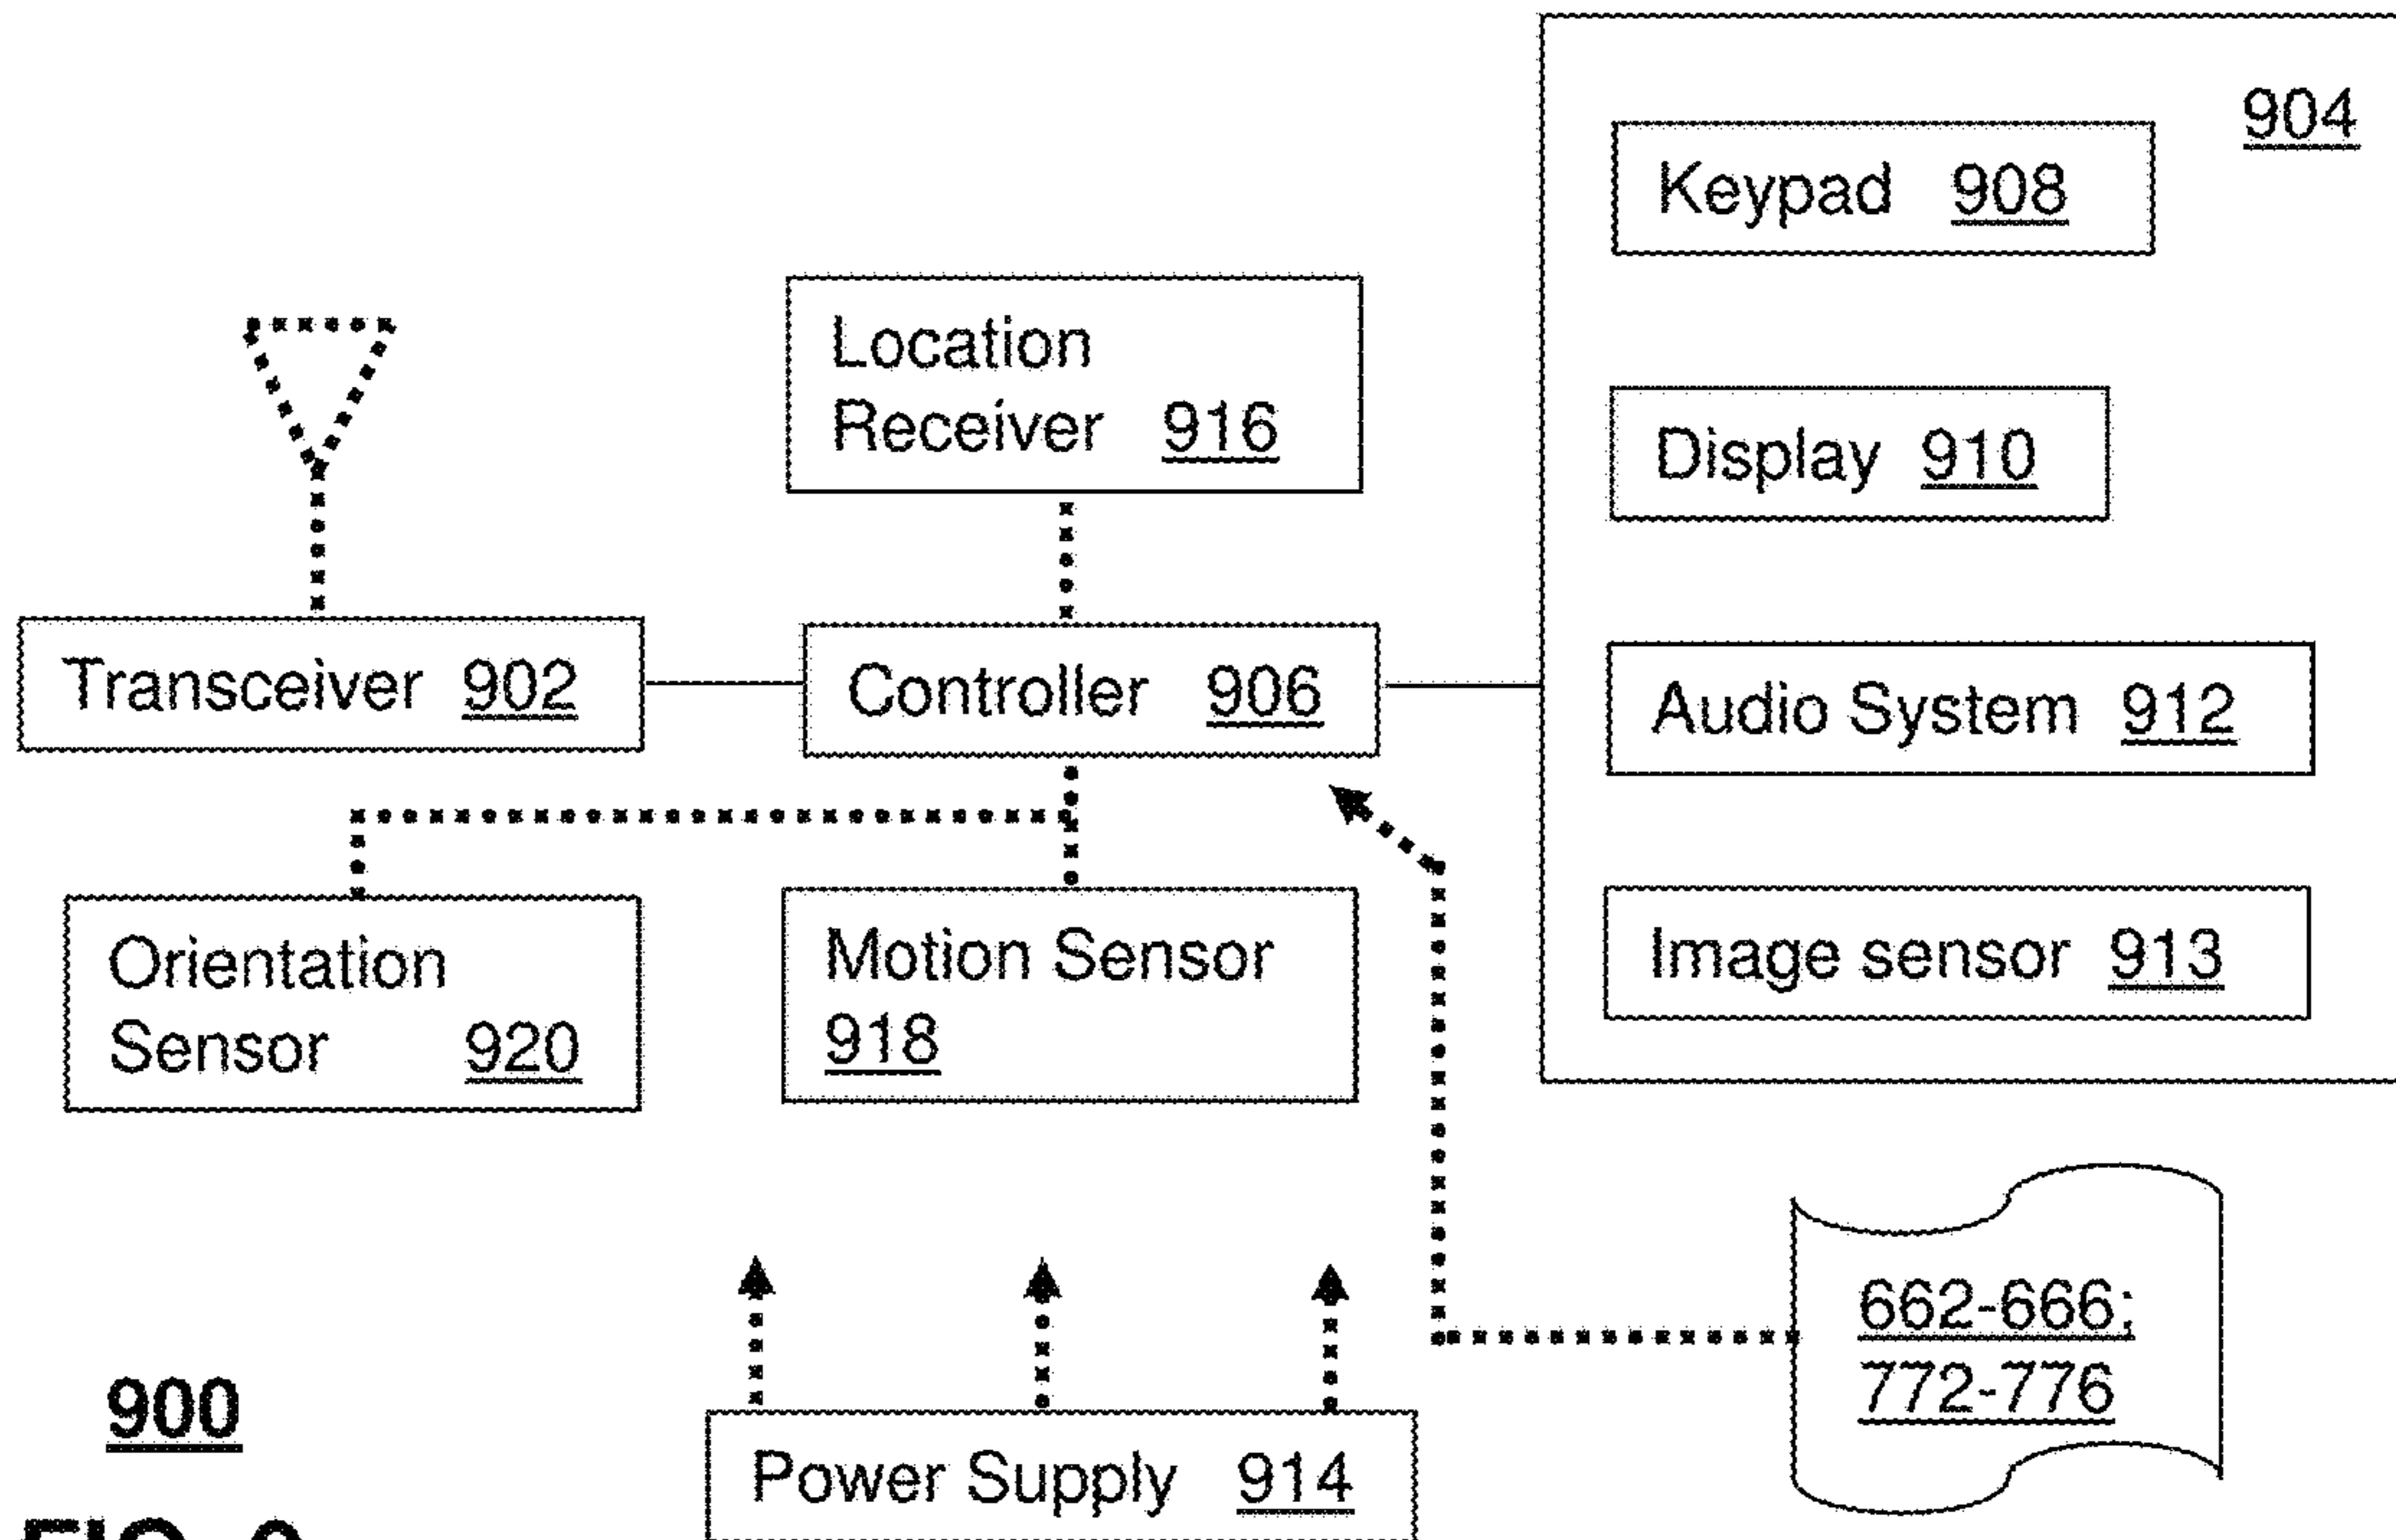 904
Keypad 908
Location
Receiver 916
Display 910
Transceiver 902
Controller 906
Audio System 912
Orientation
Sensor 920
Motion Sensor
918
Image sensor 913
662-666;
772-776
900
Power Supply 914